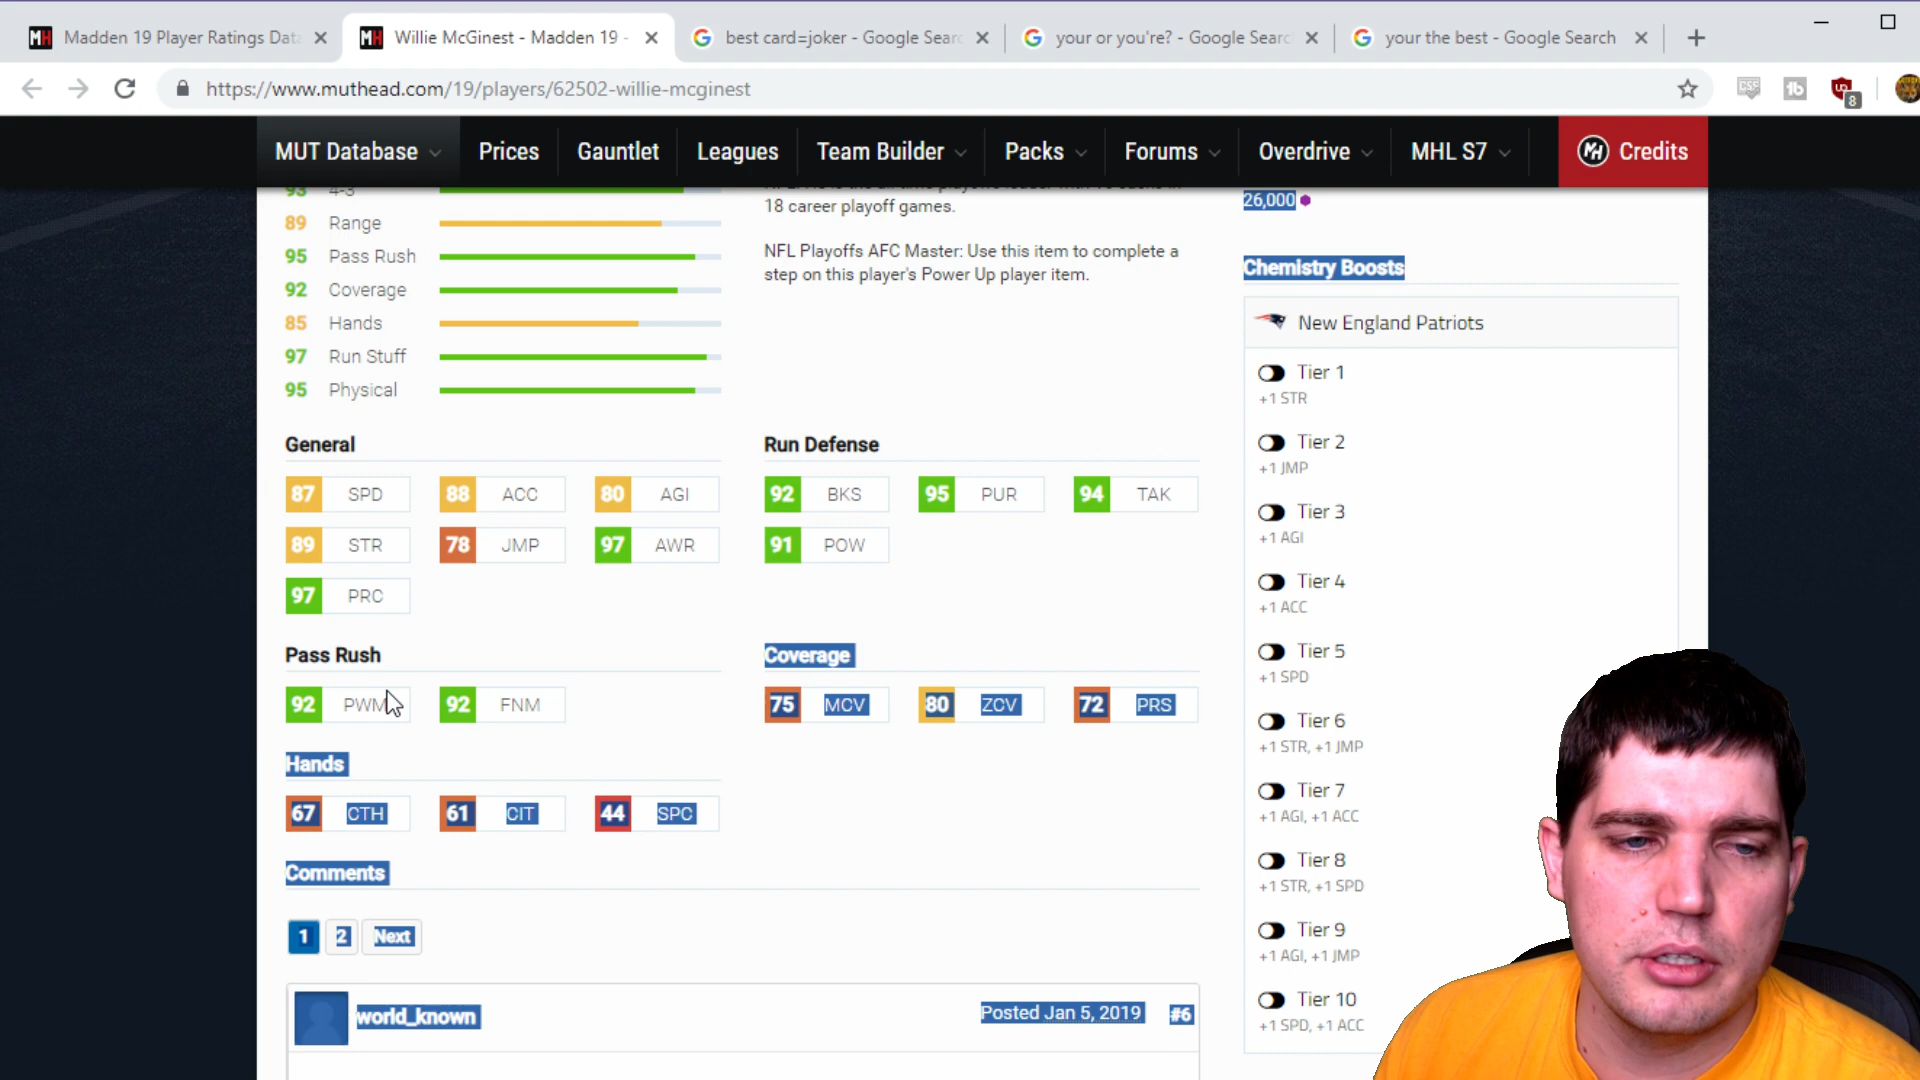 Madden 19 Player Ratings Data
Willie McGinest - Madden 19 -
best card=joker - Google Searc
your or you're? - Google Searc
your the best - Google Search
https://www.muthead.com/19/players/62502-willie-mcginest
8
MUT Database
Prices
Gauntlet
Leagues
Team Builder
Packs
Forums
Overdrive
MHL S7
Credits
93 4-3
89 Range
95 Pass Rush
92 Coverage
85 Hands
97 Run Stuff
95 Physical
18 career playoff games.
NFL Playoffs AFC Master: Use this item to complete a
step on this player's Power Up player item.
General
87 SPD 88 ACC 80 AGI
89 STR 78 JMP 97 AWR
97 PRC
Run Defense
92 BKS 95 PUR 94 TAK
91 POW
Pass Rush
92 PWM 92 FNM
Coverage
75 MCV 80 ZCV 72 PRS
Hands
67 CTH 61 CIT 44 SPC
Comments
1 2 Next
world_known
Posted Jan 5, 2019 #6
26,000
Chemistry Boosts
New England Patriots
Tier 1
+1 STR
Tier 2
+1 JMP
Tier 3
+1 AGI
Tier 4
+1 ACC
Tier 5
+1 SPD
Tier 6
+1 STR, +1 JMP
Tier 7
+1 AGI, +1 ACC
Tier 8
+1 STR, +1 SPD
Tier 9
+1 AGI, +1 JMP
Tier 10
+1 SPD, +1 ACC